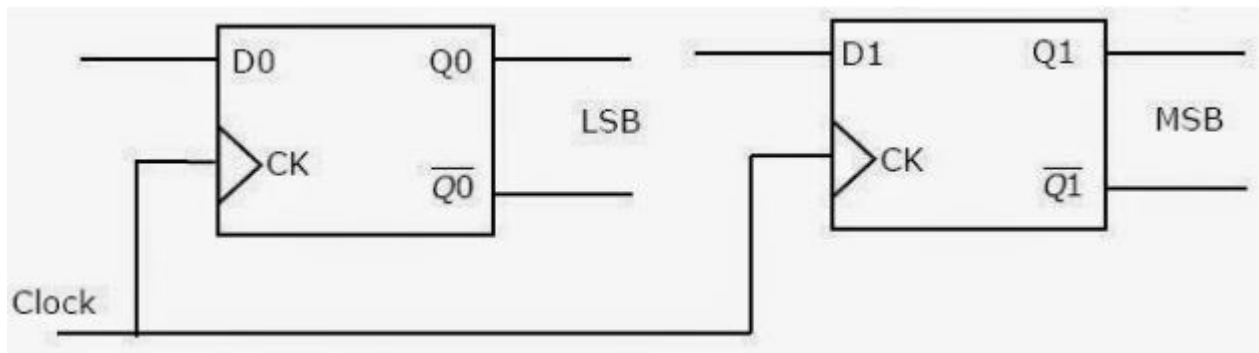 D0 Q0
LSB
CK
Q̅0̅
D1 Q1
MSB
CK
Q̅1̅
Clock